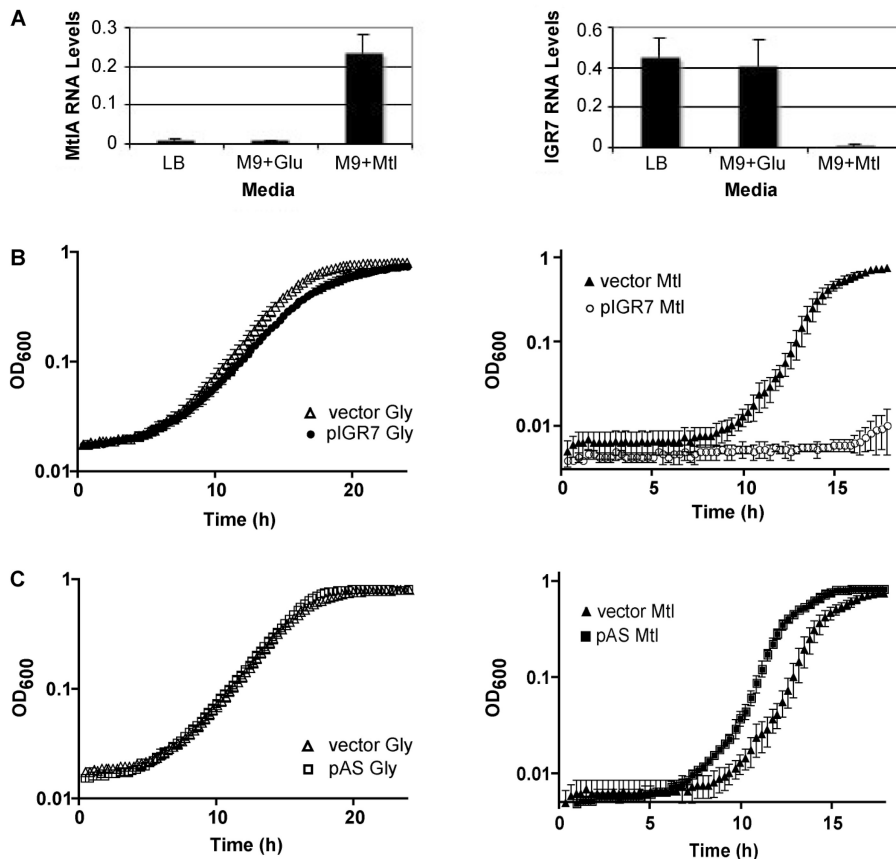 A
MtlA RNA Levels
0.3
0.2
0.1
0
LB
M9+Glu
M9+Mtl
Media
IGR7 RNA Levels
0.6
0.4
0.2
0
LB
M9+Glu
M9+Mtl
Media
B
OD600
1
0.1
0.01
0
10
20
Time (h)
vector Gly
pIGR7 Gly
OD600
1
0.1
0.01
0
5
10
15
Time (h)
vector Mtl
pIGR7 Mtl
C
OD600
1
0.1
0.01
0
10
20
Time (h)
vector Gly
pAS Gly
OD600
1
0.1
0.01
0
5
10
15
Time (h)
vector Mtl
pAS Mtl